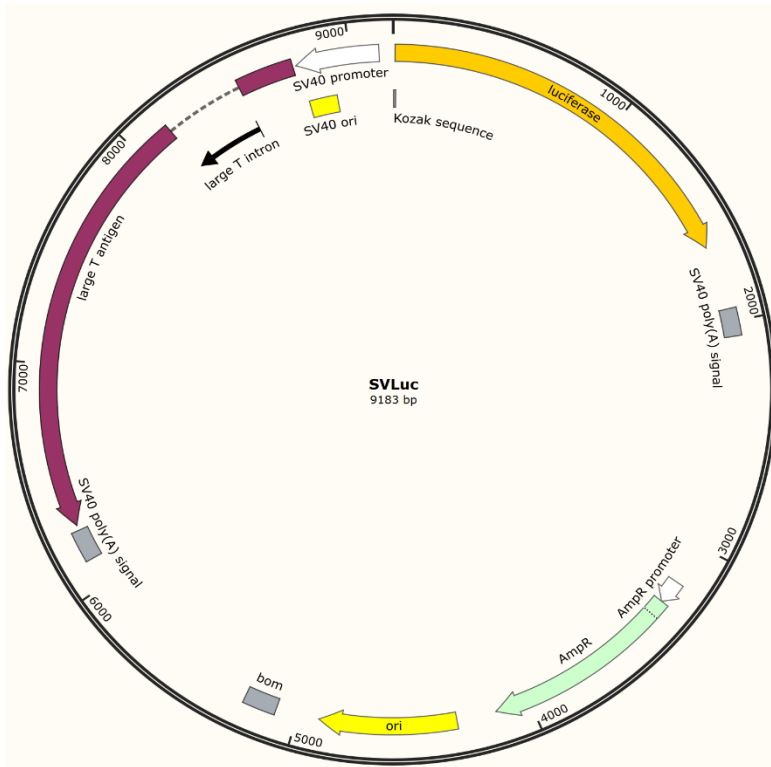 9000
SV40 promoter
luciferase
1000
SV40 ori
Kozak sequence
8000
large T intron
large T antigen
SV40 poly(A) signal
2000
7000
SVLuc
9183 bp
SV40 poly(A) signal
3000
AmpR promoter
6000
AmpR
bom
4000
ori
5000